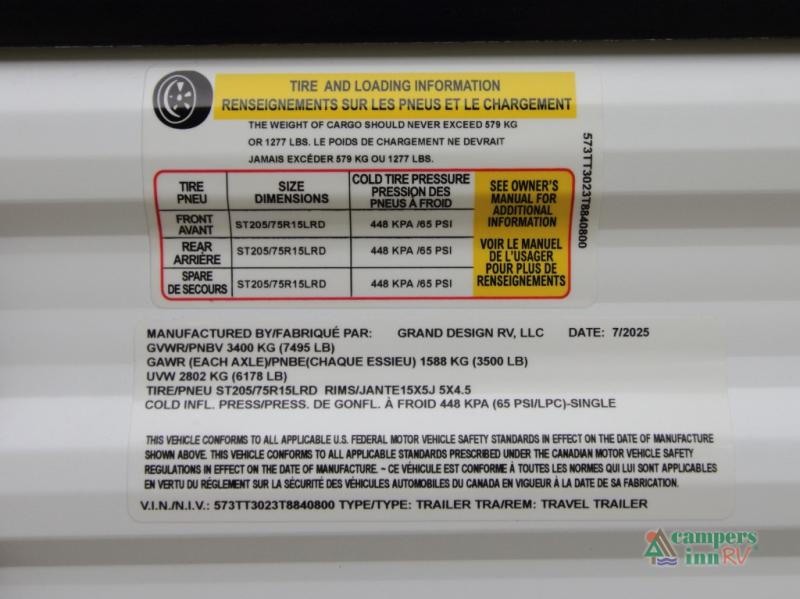 TIRE AND LOADING INFORMATION
RENSEIGNEMENTS SUR LES PNEUS ET LE CHARGEMENT
THE WEIGHT OF CARGO SHOULD NEVER EXCEED 579 KG
OR 1277 LBS. LE POIDS DE CHARGEMENT NE DEVRAIT
JAMAIS EXCÉDER 579 KG OU 1277 LBS.
TIRE
PNEU
SIZE
DIMENSIONS
COLD TIRE PRESSURE
PRESSION DES
PNEUS À FROID
SEE OWNER'S
MANUAL FOR
ADDITIONAL
INFORMATION
VOIR LE MANUEL
DE L'USAGER
POUR PLUS DE
RENSEIGNEMENTS
FRONT
AVANT
ST205/75R15LRD
448 KPA /65 PSI
REAR
ARRIÈRE
ST205/75R15LRD
448 KPA /65 PSI
SPARE
DE SECOURS
ST205/75R15LRD
448 KPA /65 PSI
573TT3023T8840800
MANUFACTURED BY/FABRIQUÉ PAR: GRAND DESIGN RV, LLC DATE: 7/2025
GVWR/PNBV 3400 KG (7495 LB)
GAWR (EACH AXLE)/PNBE(CHAQUE ESSIEU) 1588 KG (3500 LB)
UVW 2802 KG (6178 LB)
TIRE/PNEU ST205/75R15LRD RIMS/JANTE15X5J 5X4.5
COLD INFL. PRESS/PRESS. DE GONFL. À FROID 448 KPA (65 PSI/LPC)-SINGLE
THIS VEHICLE CONFORMS TO ALL APPLICABLE U.S. FEDERAL MOTOR VEHICLE SAFETY STANDARDS IN EFFECT ON THE DATE OF MANUFACTURE
SHOWN ABOVE. THIS VEHICLE CONFORMS TO ALL APPLICABLE STANDARDS PRESCRIBED UNDER THE CANADIAN MOTOR VEHICLE SAFETY
REGULATIONS IN EFFECT ON THE DATE OF MANUFACTURE. ~ CE VÉHICULE EST CONFORME À TOUTES LES NORMES QUI LUI SONT APPLICABLES
EN VERTU DU RÉGLEMENT SUR LA SÉCURITÉ DES VÉHICULES AUTOMOBILES DU CANADA EN VIGUEUR À LA DATE DE SA FABRICATION.
V.I.N./N.I.V.: 573TT3023T8840800 TYPE/TYPE: TRAILER TRA/REM: TRAVEL TRAILER
campers
inn RV